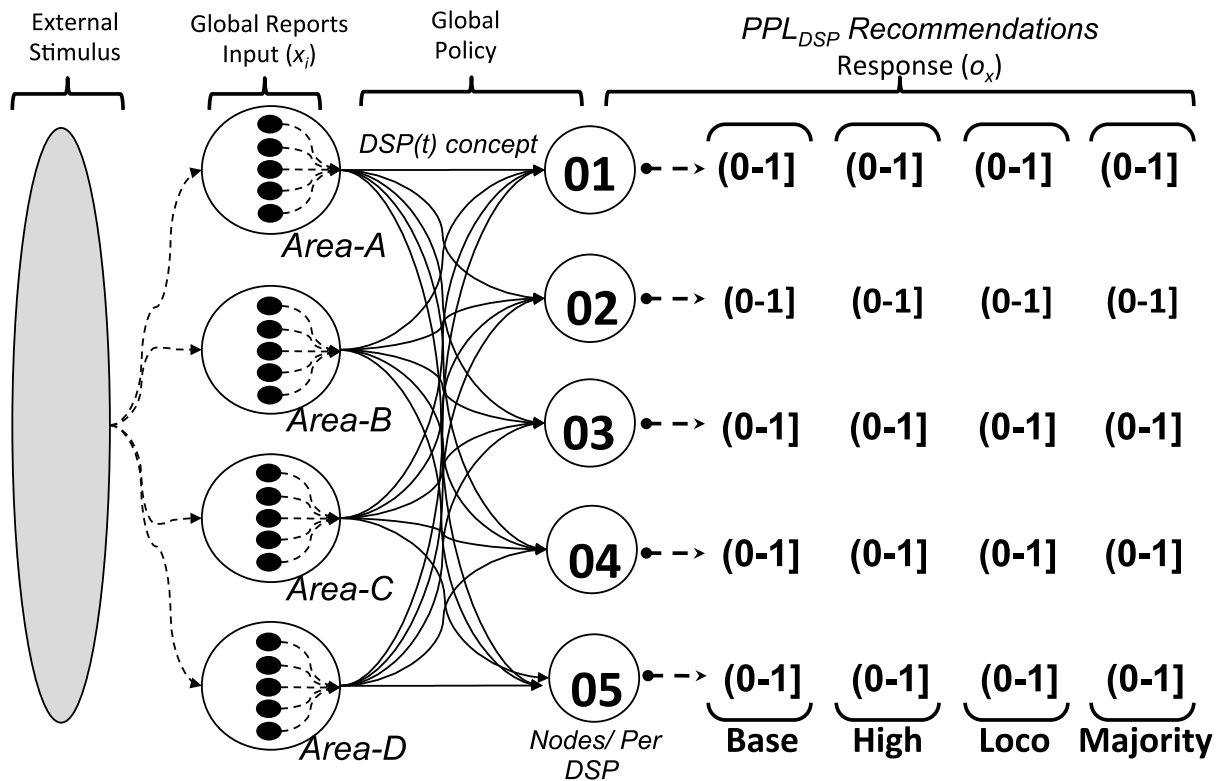 External
Stimulus
Global Reports
Input (xᵢ)
Global
Policy
PPL_DSP Recommendations
Response (oₓ)
DSP(t) concept
01 (0-1] (0-1] (0-1] (0-1]
Area-A
02 (0-1] (0-1] (0-1] (0-1]
Area-B
03 (0-1] (0-1] (0-1] (0-1]
Area-C
04 (0-1] (0-1] (0-1] (0-1]
Area-D
05 (0-1] (0-1] (0-1] (0-1]
Nodes/ Per
DSP
Base High Loco Majority